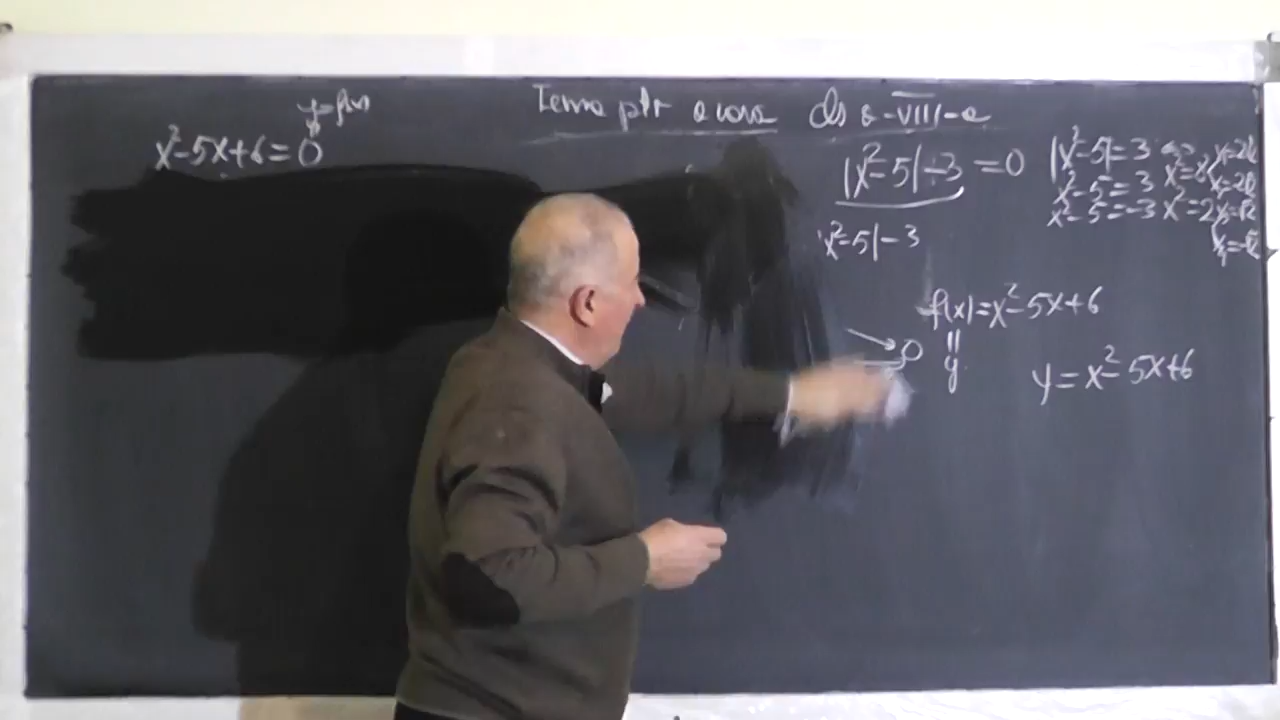 Tema ptr acasă cls a-VIII-a
y=f(x)
x²-5x+6=0
|x²-5|-3=0
x²-5|-3
|x²-5|=3
x²-5=3 x²=8
x²-5=-3 x²=2
f(x)=x²-5x+6
0 || y
y=x²-5x+6